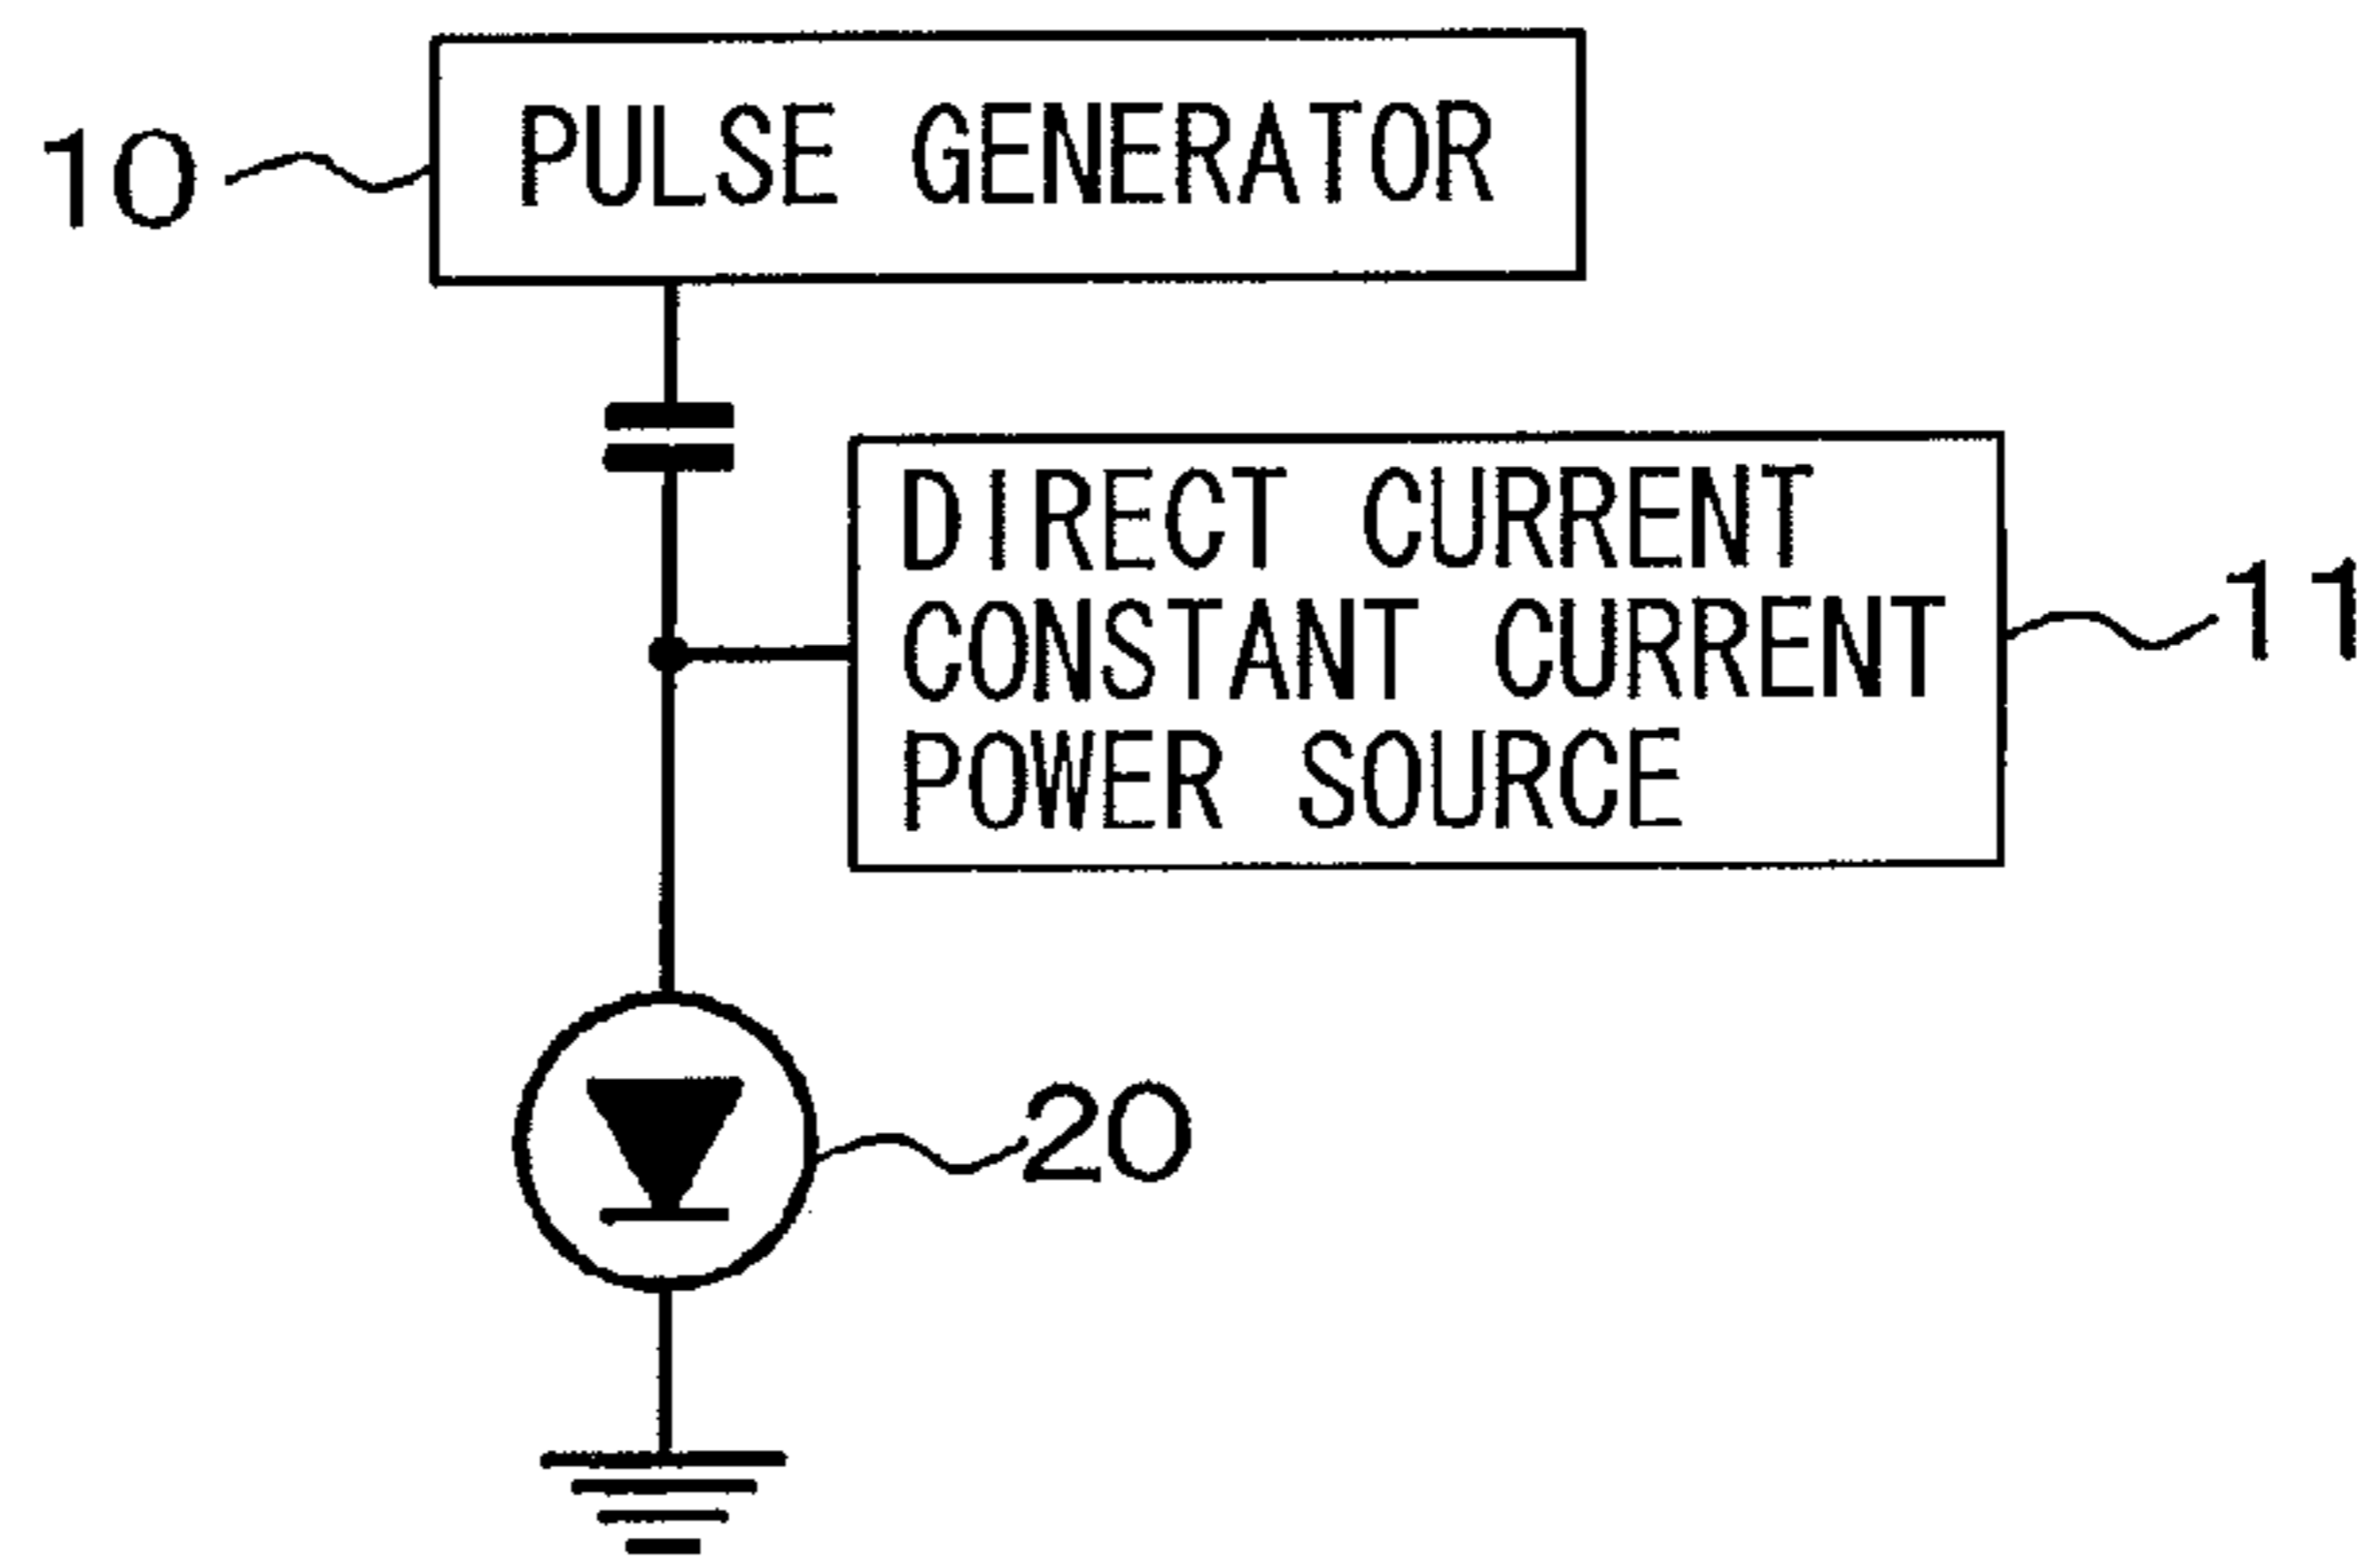 10 PULSE GENERATOR
DIRECT CURRENT
CONSTANT CURRENT
POWER SOURCE
11
20